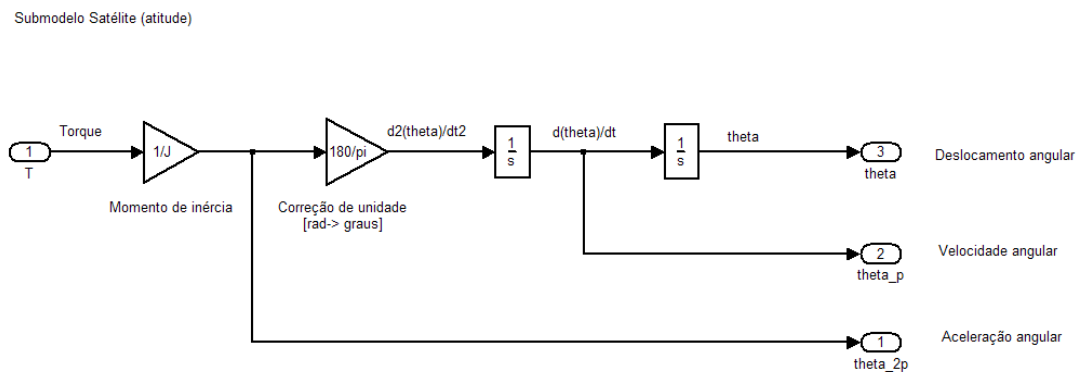 Submodelo Satélite (atitude)
Torque
d2(theta)/dt2
d(theta)/dt
theta
1
T
1/J
180/pi
1
s
1
s
3
theta
Deslocamento angular
Momento de inércia
Correção de unidade
[rad-> graus]
2
theta_p
Velocidade angular
1
theta_2p
Aceleração angular